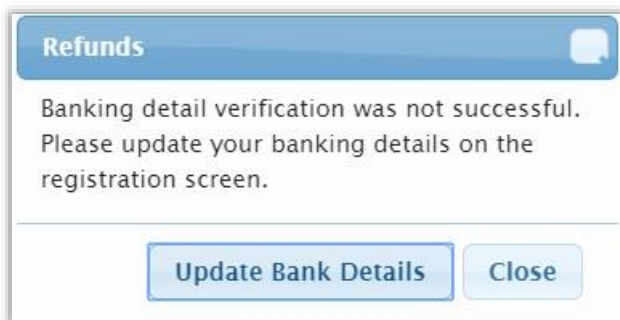 Refunds
Banking detail verification was not successful.
Please update your banking details on the
registration screen.
Update Bank Details Close